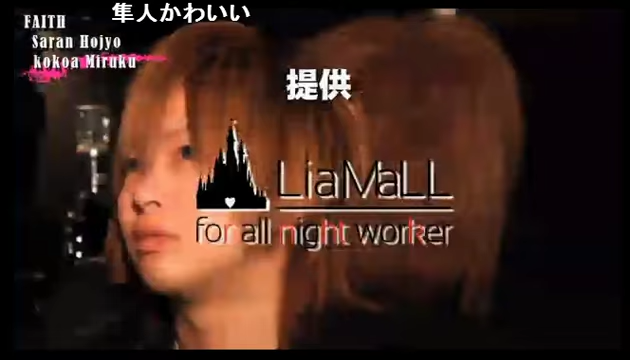 隼人かわいい
FAITH
Saran Hojyo
kokoa Miruku
提供
LiaMaLL
for all night worker